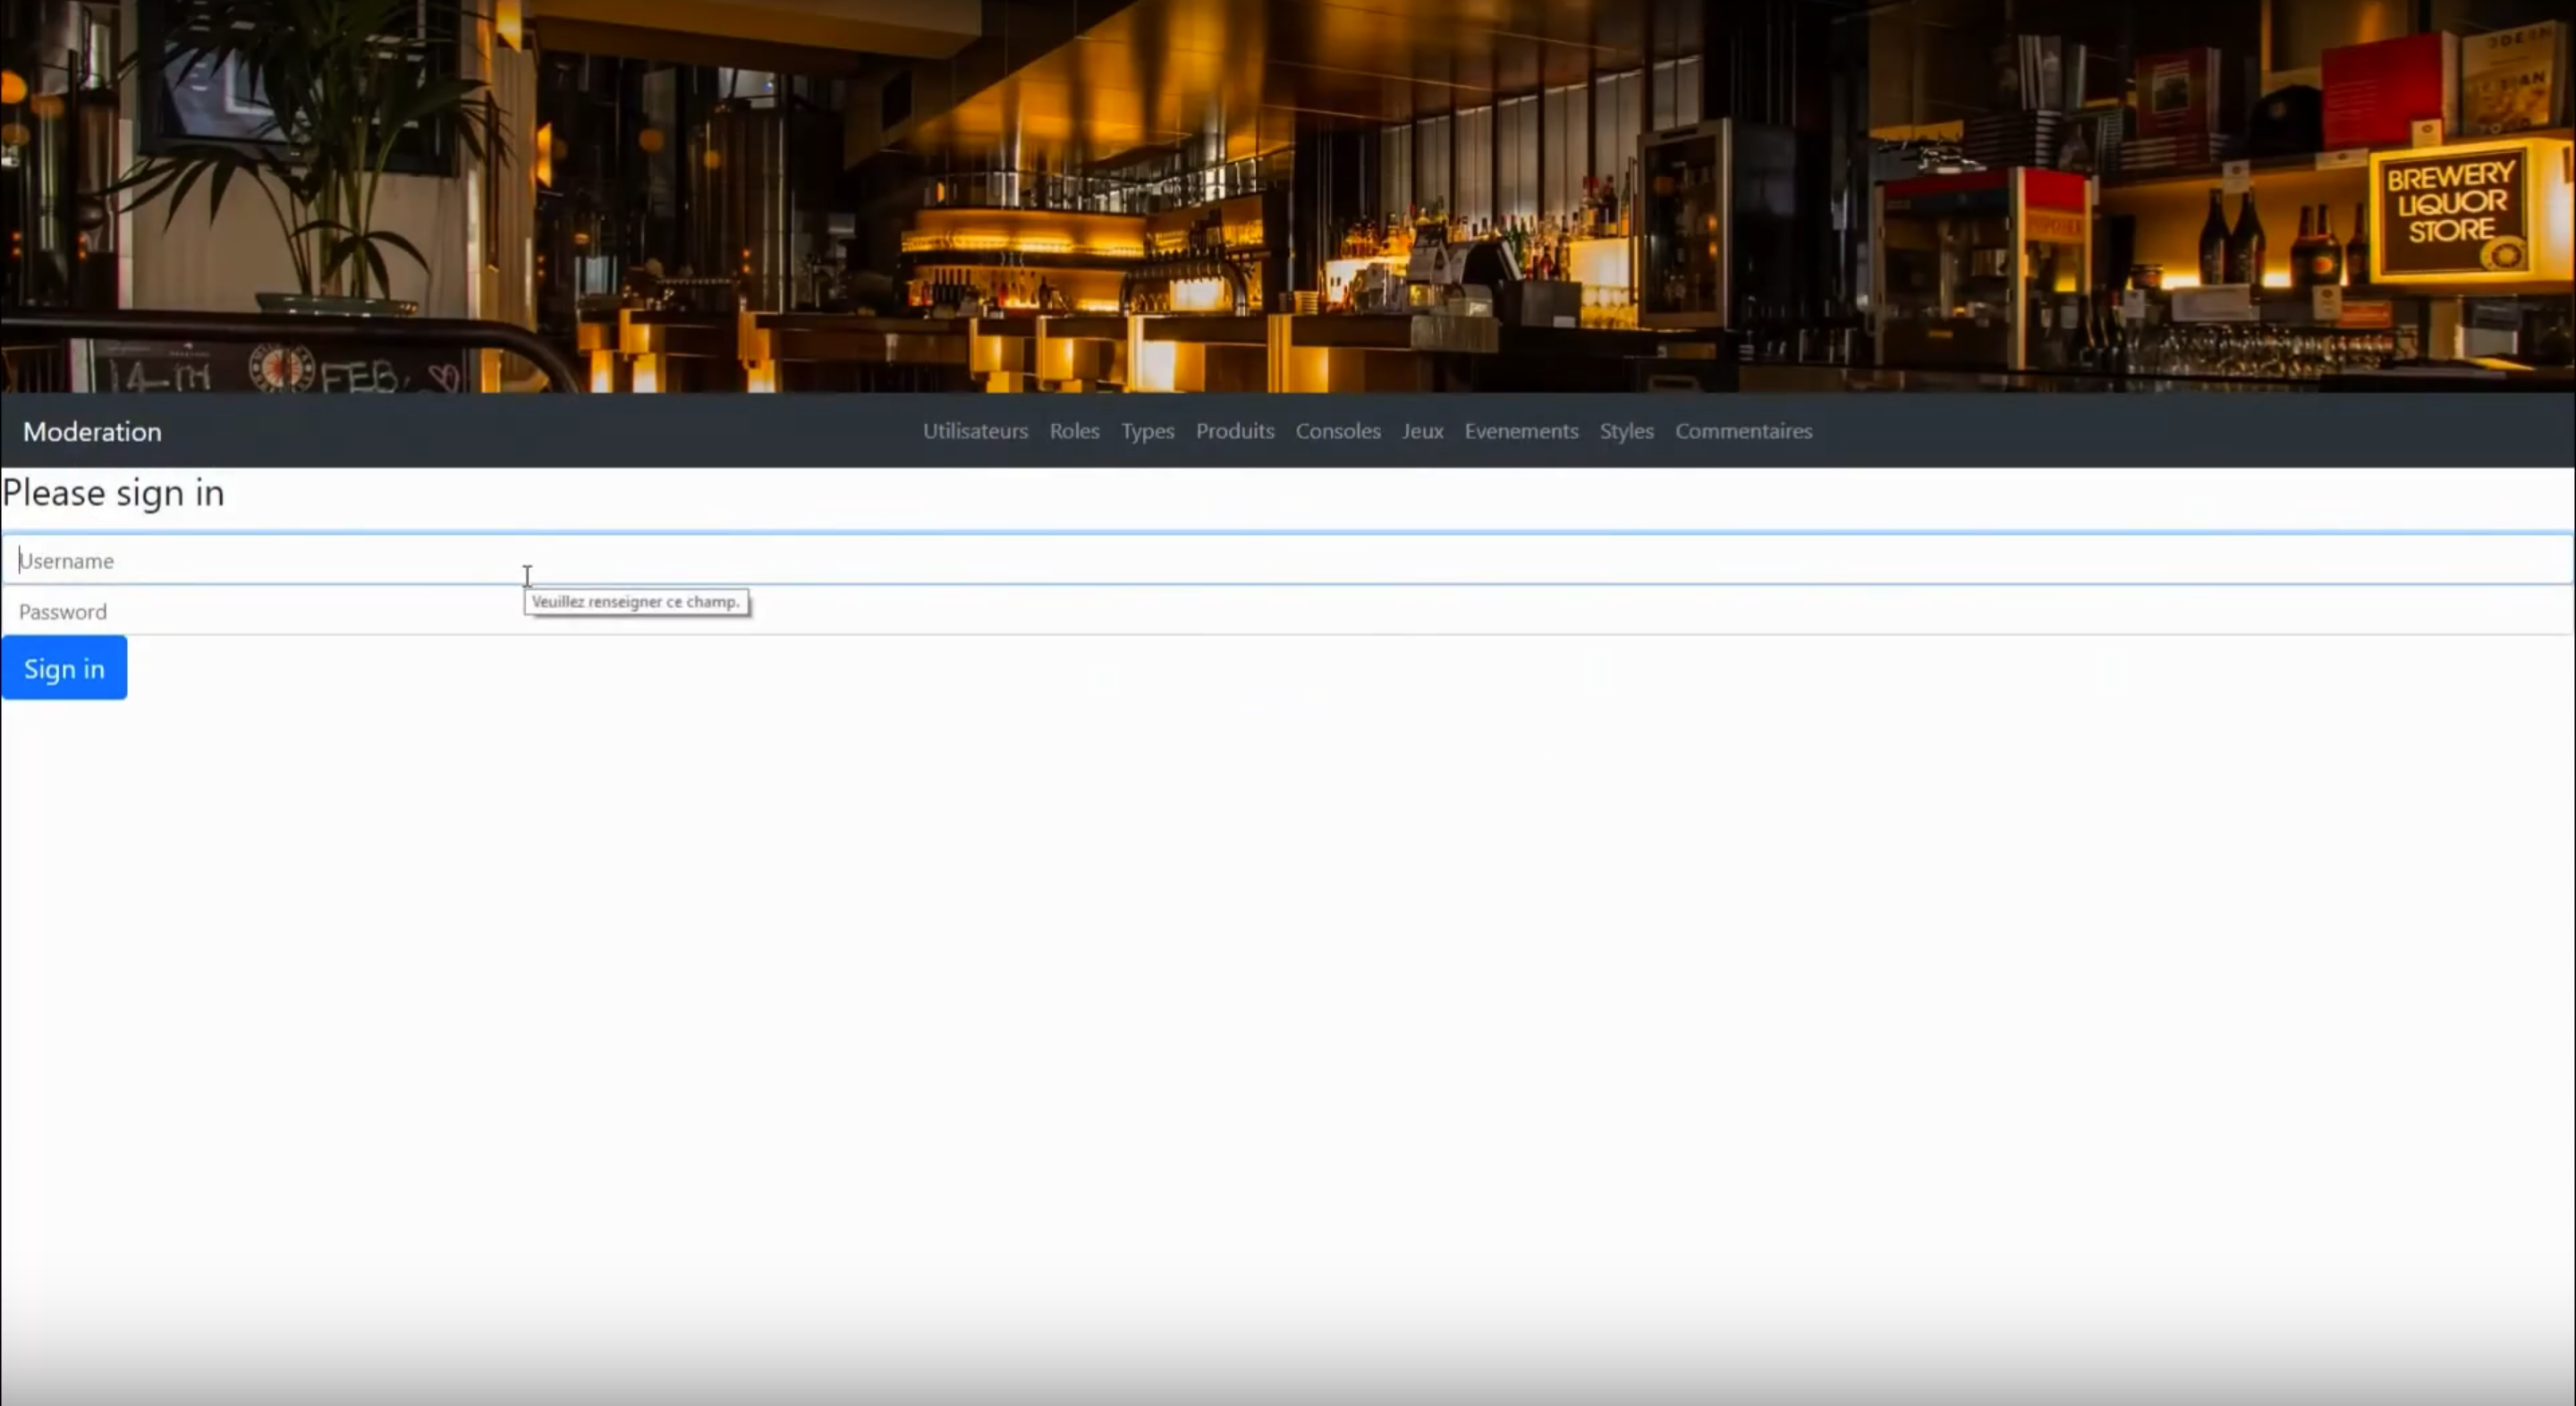 BREWERY
LIQUOR
STORE
14-TH FEB.
Moderation
Utilisateurs Roles Types Produits Consoles Jeux Evenements Styles Commentaires
Please sign in
Username
Veuillez renseigner ce champ.
Password
Sign in